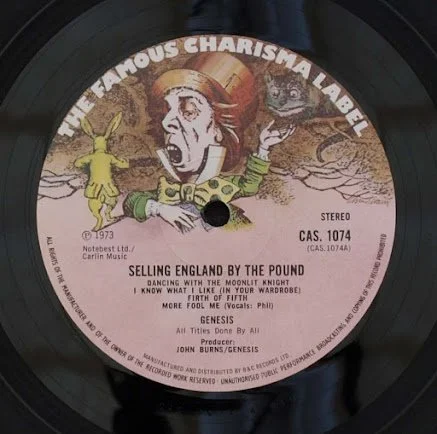 THE FAMOUS CHARISMA LABEL
STEREO
℗ 1973
CAS. 1074
(CAS.1074A)
Notebest Ltd./
Carlin Music
SELLING ENGLAND BY THE POUND
DANCING WITH THE MOONLIT KNIGHT
I KNOW WHAT I LIKE (IN YOUR WARDROBE)
FIRTH OF FIFTH
MORE FOOL ME (Vocals: Phil)
GENESIS
All Titles Done By All
Producer:
JOHN BURNS/GENESIS
MANUFACTURED AND DISTRIBUTED BY B&C RECORDS LTD.
ALL RIGHTS OF THE MANUFACTURER AND OF THE OWNER OF THE RECORDED WORK RESERVED · UNAUTHORISED PUBLIC PERFORMANCE BROADCASTING AND COPYING OF THIS RECORD PROHIBITED